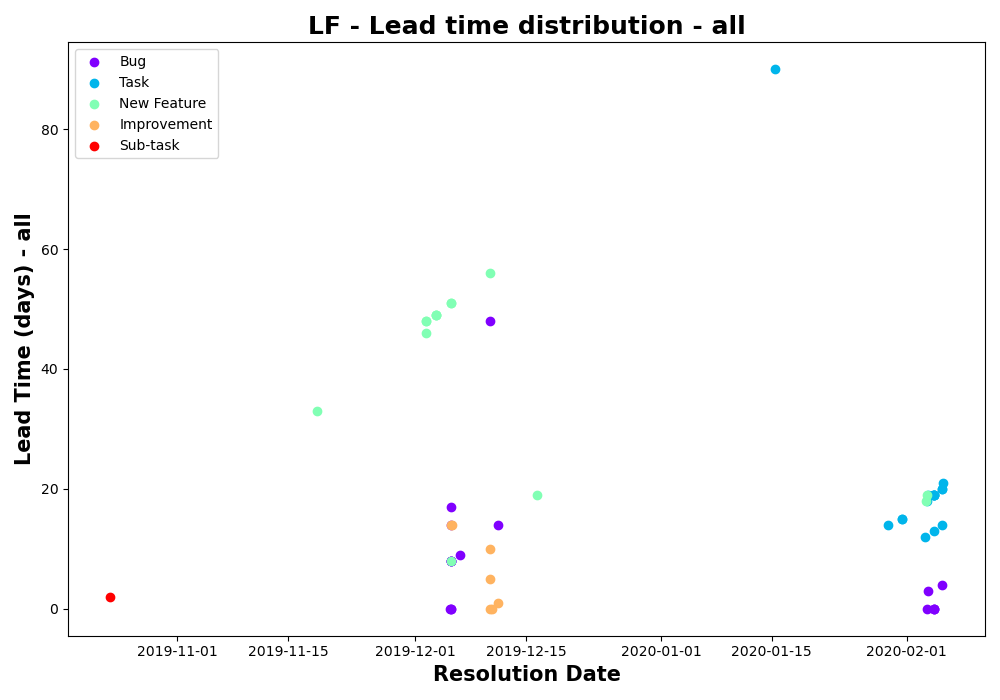 LF - Lead time distribution - all
Bug
Task
New Feature
Improvement
Sub-task
Lead Time (days) - all
80
60
40
20
0
2019-11-01
2019-11-15
2019-12-01
2019-12-15
2020-01-01
2020-01-15
2020-02-01
Resolution Date